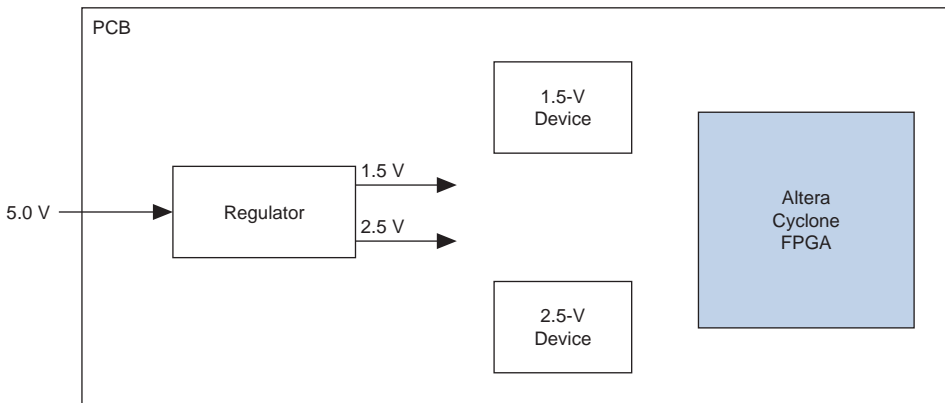 PCB
1.5-V
Device
1.5 V
5.0 V
Regulator
2.5 V
Altera
Cyclone
FPGA
2.5-V
Device